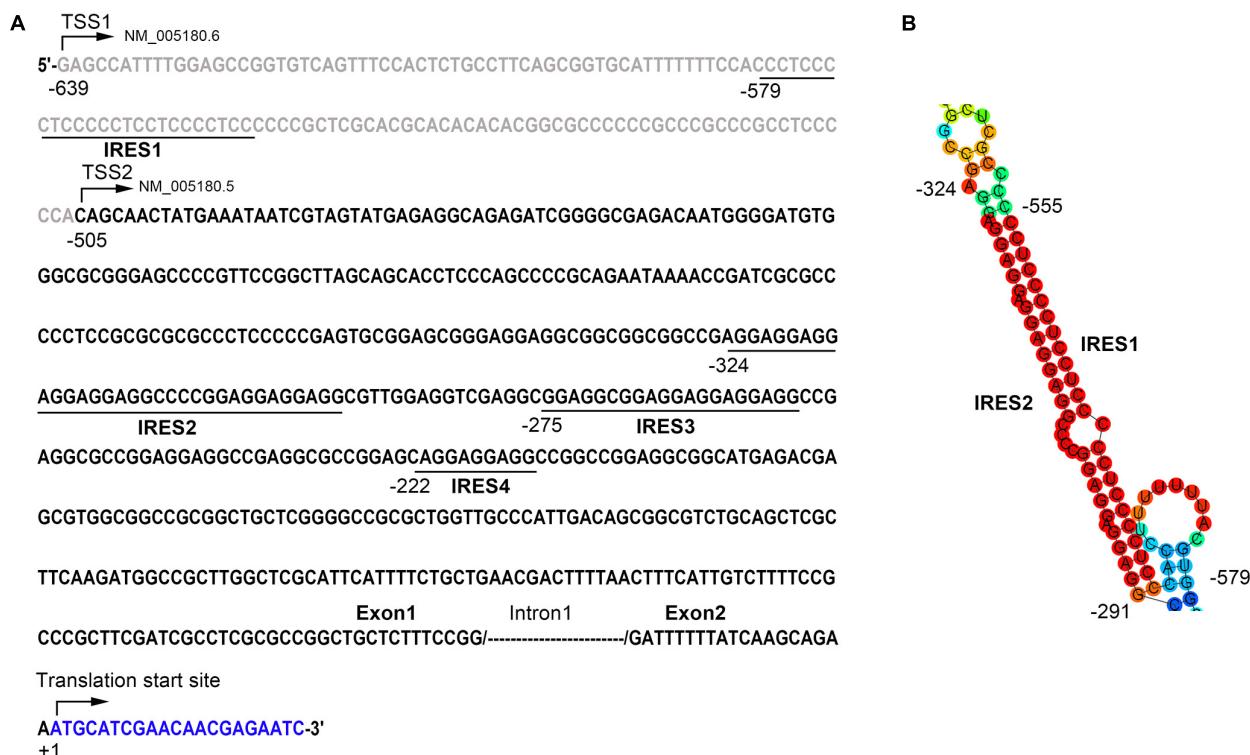 A
TSS1
NM_005180.6
5'-GAGCCATTTTGGAGCCGGTGTCAGTTTCCACTCTGCCTTCAGCGGTGCATTTTTTTCCACCCTCCC
-639
-579
CTCCCCCTCCTCCCCTCCCCCGCTCGCACGCACACACACGGCGCCCCCCGCCCGCCCGCCTCCC
IRES1
TSS2
NM_005180.5
CCACAGCAACTATGAAATAATCGTAGTATGAGAGGCAGAGATCGGGGCGAGACAATGGGGATGTG
-505
GGCGCGGGAGCCCCGTTCCGGCTTAGCAGCACCTCCCAGCCCCGCAGAATAAAACCGATCGCGCC
CCCTCCGCGCGCGCCCTCCCCCGAGTGCGGAGCGGGAGGAGGCGGCGGCGGCCGAGGAGGAGG
-324
AGGAGGAGGCCCCGGAGGAGGAGGCGTTGGAGGTCGAGGCGGAGGCGGAGGAGGAGGAGGCCG
IRES2
-275
IRES3
AGGCGCCGGAGGAGGCCGAGGCGCCGGAGCAGGAGGAGGCCGGCCGGAGGCGGCATGAGACGA
-222
IRES4
GCGTGGCGGCCGCGGCTGCTCGGGGCCGCGCTGGTTGCCCATTGACAGCGGCGTCTGCAGCTCGC
TTCAAGATGGCCGCTTGGCTCGCATTCATTTTCTGCTGAACGACTTTTAACTTTCATTGTCTTTTCCG
Exon1
Intron1
Exon2
CCCGCTTCGATCGCCTCGCGCCGGCTGCTCTTTCCGG/------------------------/GATTTTTTATCAAGCAGA
Translation start site
AATGCATCGAACAACGAGAATC-3'
+1
B
-324
-555
IRES1
IRES2
-579
-291